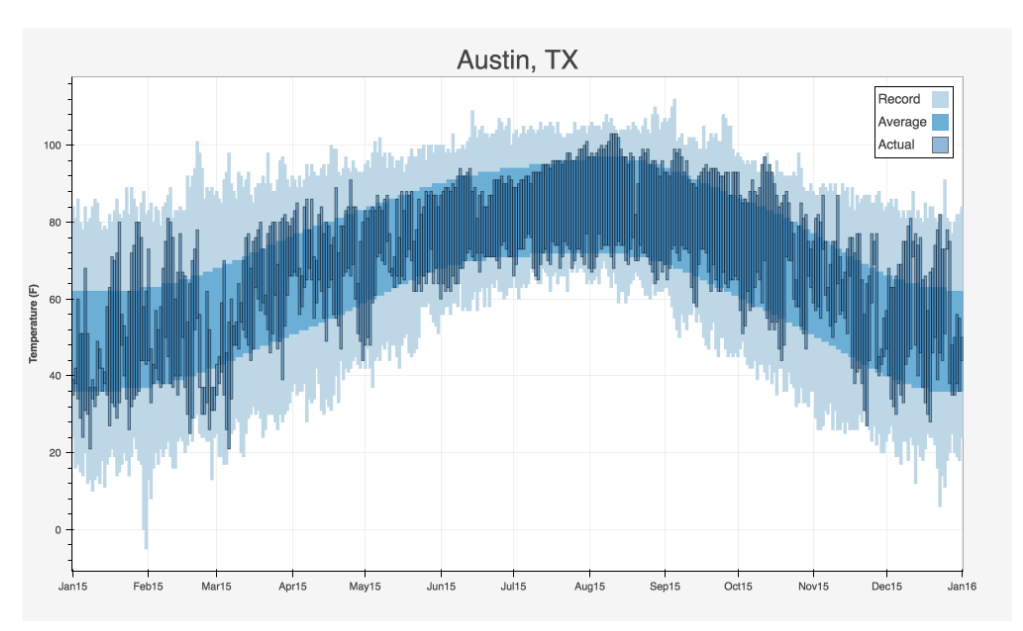 Austin, TX
Record
Average
Actual
100
80
60
40
20
0
Temperature (F)
Jan15 Feb15 Mar15 Apr15 May15 Jun15 Jul15 Aug15 Sep15 Oct15 Nov15 Dec15 Jan16